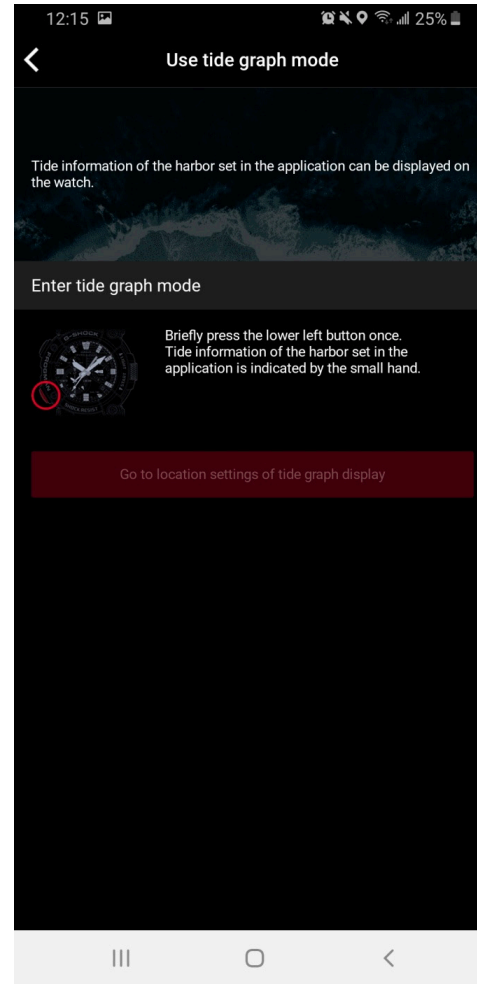 12:15
25%
Use tide graph mode
Tide information of the harbor set in the application can be displayed on
the watch.
Enter tide graph mode
G-SHOCK
Briefly press the lower left button once.
Tide information of the harbor set in the
application is indicated by the small hand.
Go to location settings of tide graph display